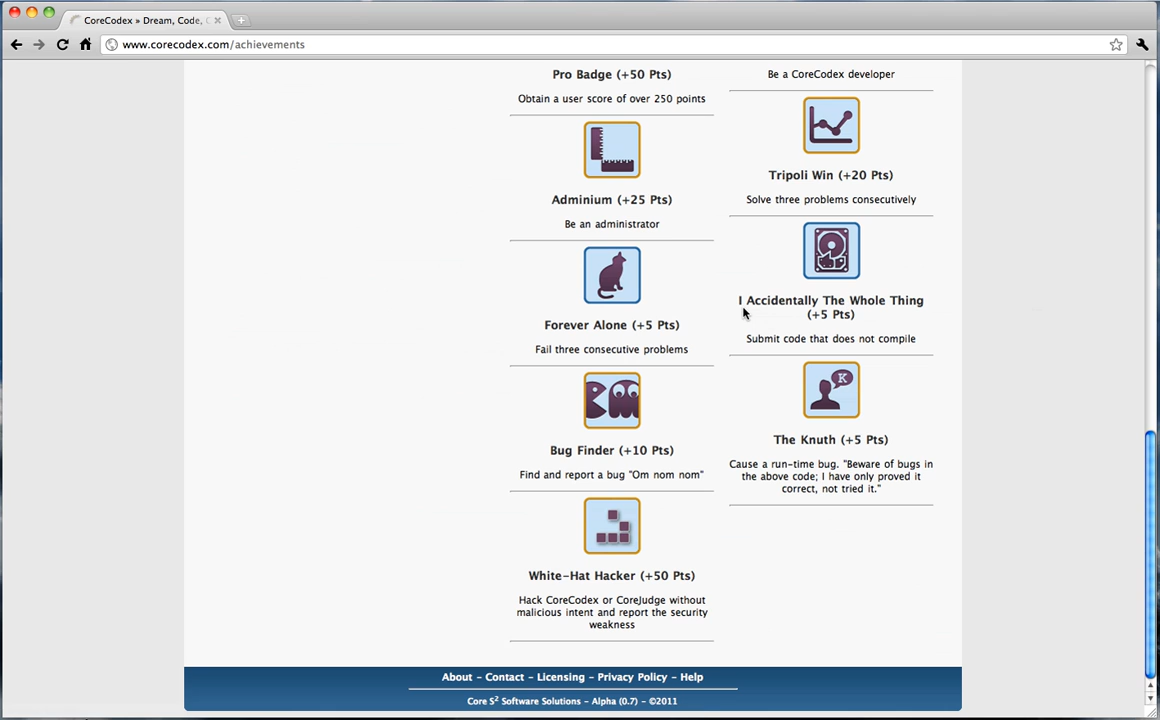 CoreCodex » Dream, Code, C
www.corecodex.com/achievements
Pro Badge (+50 Pts)
Obtain a user score of over 250 points
Adminium (+25 Pts)
Be an administrator
Forever Alone (+5 Pts)
Fail three consecutive problems
Bug Finder (+10 Pts)
Find and report a bug "Om nom nom"
White-Hat Hacker (+50 Pts)
Hack CoreCodex or CoreJudge without
malicious intent and report the security
weakness
Be a CoreCodex developer
Tripoli Win (+20 Pts)
Solve three problems consecutively
I Accidentally The Whole Thing
(+5 Pts)
Submit code that does not compile
K
The Knuth (+5 Pts)
Cause a run-time bug. "Beware of bugs in
the above code; I have only proved it
correct, not tried it."
About - Contact - Licensing - Privacy Policy - Help
Core S² Software Solutions - Alpha (0.7) - ©2011